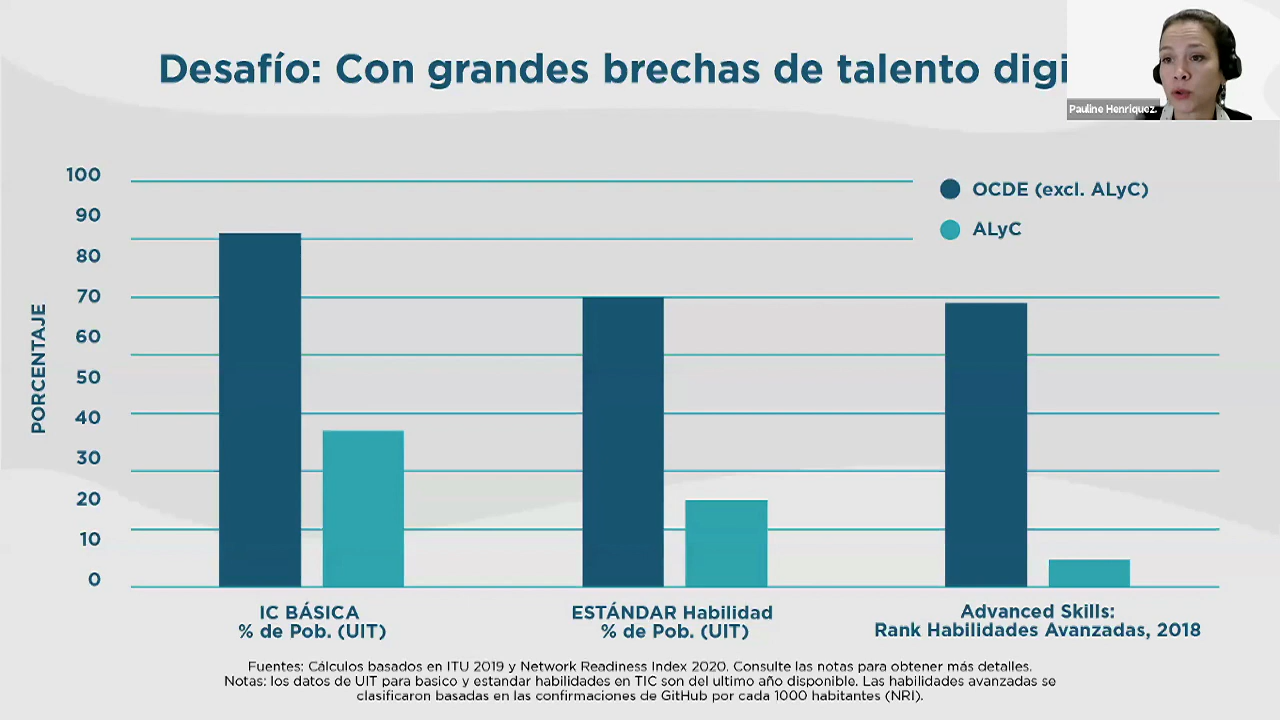 Desafío: Con grandes brechas de talento digi
Pauline Henriquez.
100
90
80
70
60
50
40
30
20
10
0
PORCENTAJE
OCDE (excl. ALyC)
ALyC
IC BÁSICA
% de Pob. (UIT)
ESTÁNDAR Habilidad
% de Pob. (UIT)
Advanced Skills:
Rank Habilidades Avanzadas, 2018
Fuentes: Cálculos basados en ITU 2019 y Network Readiness Index 2020. Consulte las notas para obtener más detalles.
Notas: los datos de UIT para basico y estandar habilidades en TIC son del ultimo año disponible. Las habilidades avanzadas se
clasificaron basadas en las confirmaciones de GitHub por cada 1000 habitantes (NRI).